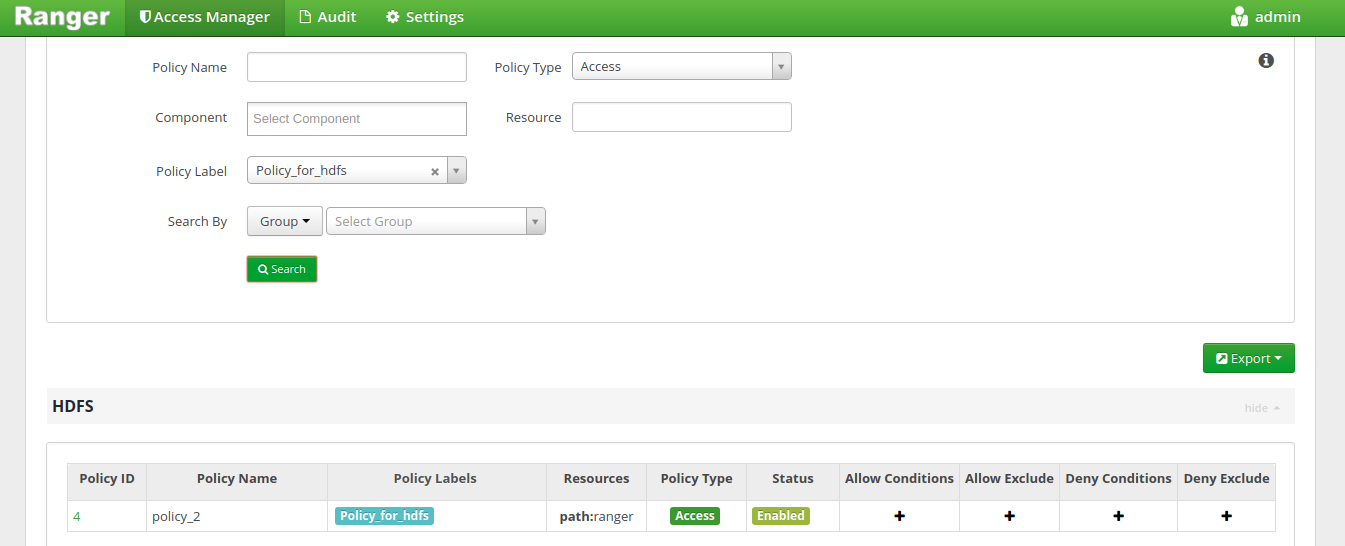 Ranger Access Manager Audit Settings admin
Policy Name Policy Type Access
Component Select Component Resource
Policy Label Policy_for_hdfs
Search By Group Select Group
Search
Export
HDFS hide
Policy ID Policy Name Policy Labels Resources Policy Type Status Allow Conditions Allow Exclude Deny Conditions Deny Exclude
4 policy_2 Policy_for_hdfs path:ranger Access Enabled + + + +